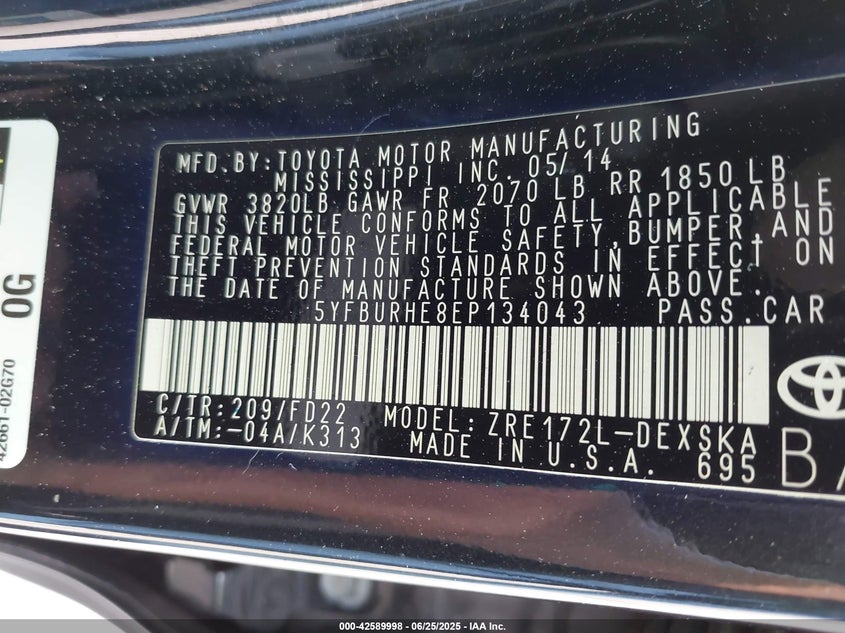 MFD.BY:TOYOTA MOTOR MANUFACTURING
MISSISSIPPI INC. 05/14
GVWR 3820LB GAWR FR 2070 LB RR 1850 LB
THIS VEHICLE CONFORMS TO ALL APPLICABLE
FEDERAL MOTOR VEHICLE SAFETY,BUMPER,AND
THEFT PREVENTION STANDARDS IN EFFECT ON
THE DATE OF MANUFACTURE SHOWN ABOVE.
5YFBURHE8EP134043 PASS.CAR
C/TR:209/FD22 MODEL:ZRE172L-DEXSKA
A/TM:-04A/K313 MADE IN U.S.A. 695
0G
42661-02G70
000-42589998 - 06/25/2025 - IAA Inc.